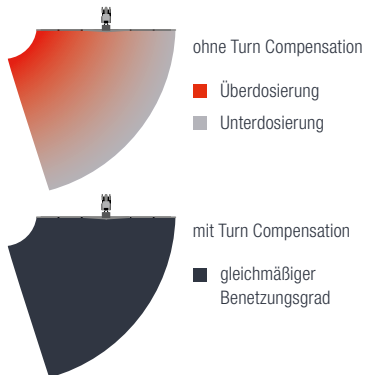 ohne Turn Compensation
Überdosierung
Unterdosierung
mit Turn Compensation
gleichmäßiger
Benetzungsgrad